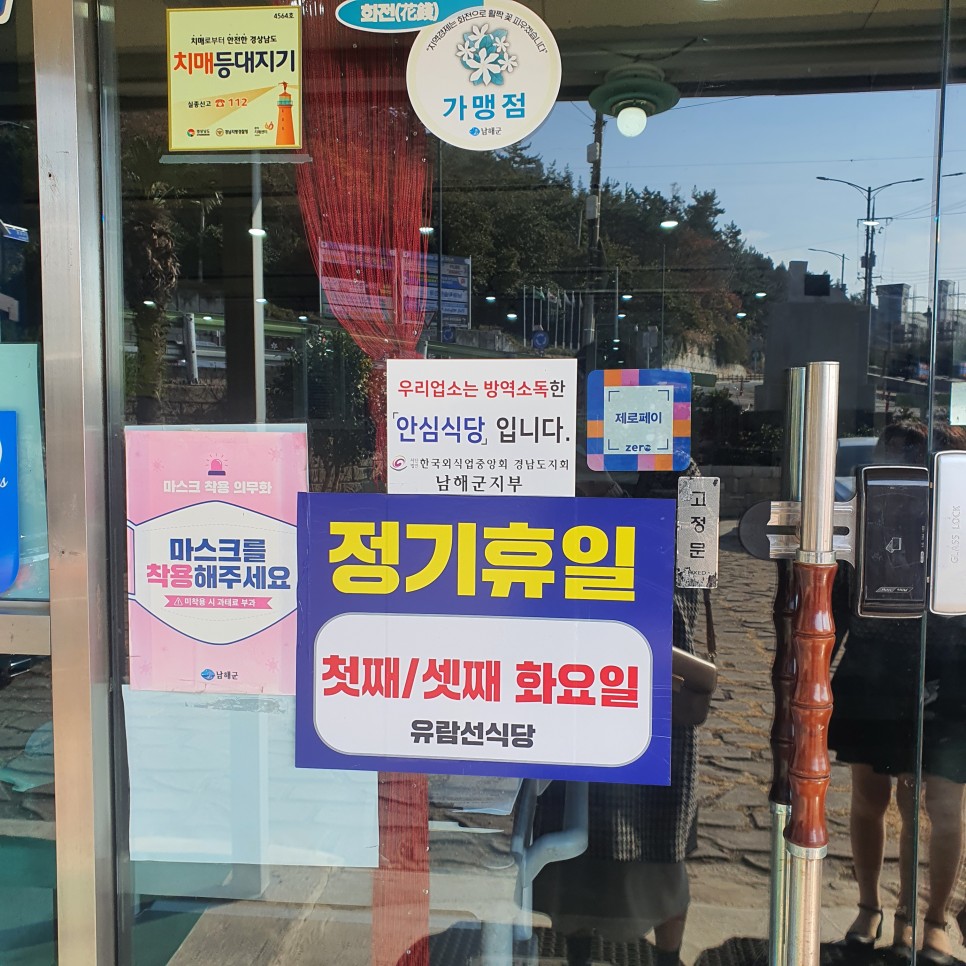 4564호
치매로부터 안전한 경상남도
치매등대지기
실종신고 ☎ 112
화전(花錢)
"지역경제는 화전으로 활짝 꽃 피우겠습니다"
가맹점
남해군
우리업소는 방역소독한
「안심식당」 입니다.
한국외식업중앙회 경남도지회
남해군지부
제로페이
zero
고정문
마스크 착용 의무화
마스크를
착용해주세요
⚠미착용 시 과태료 부과
남해군
정기휴일
첫째/셋째 화요일
유람선식당
GLASS LOCK